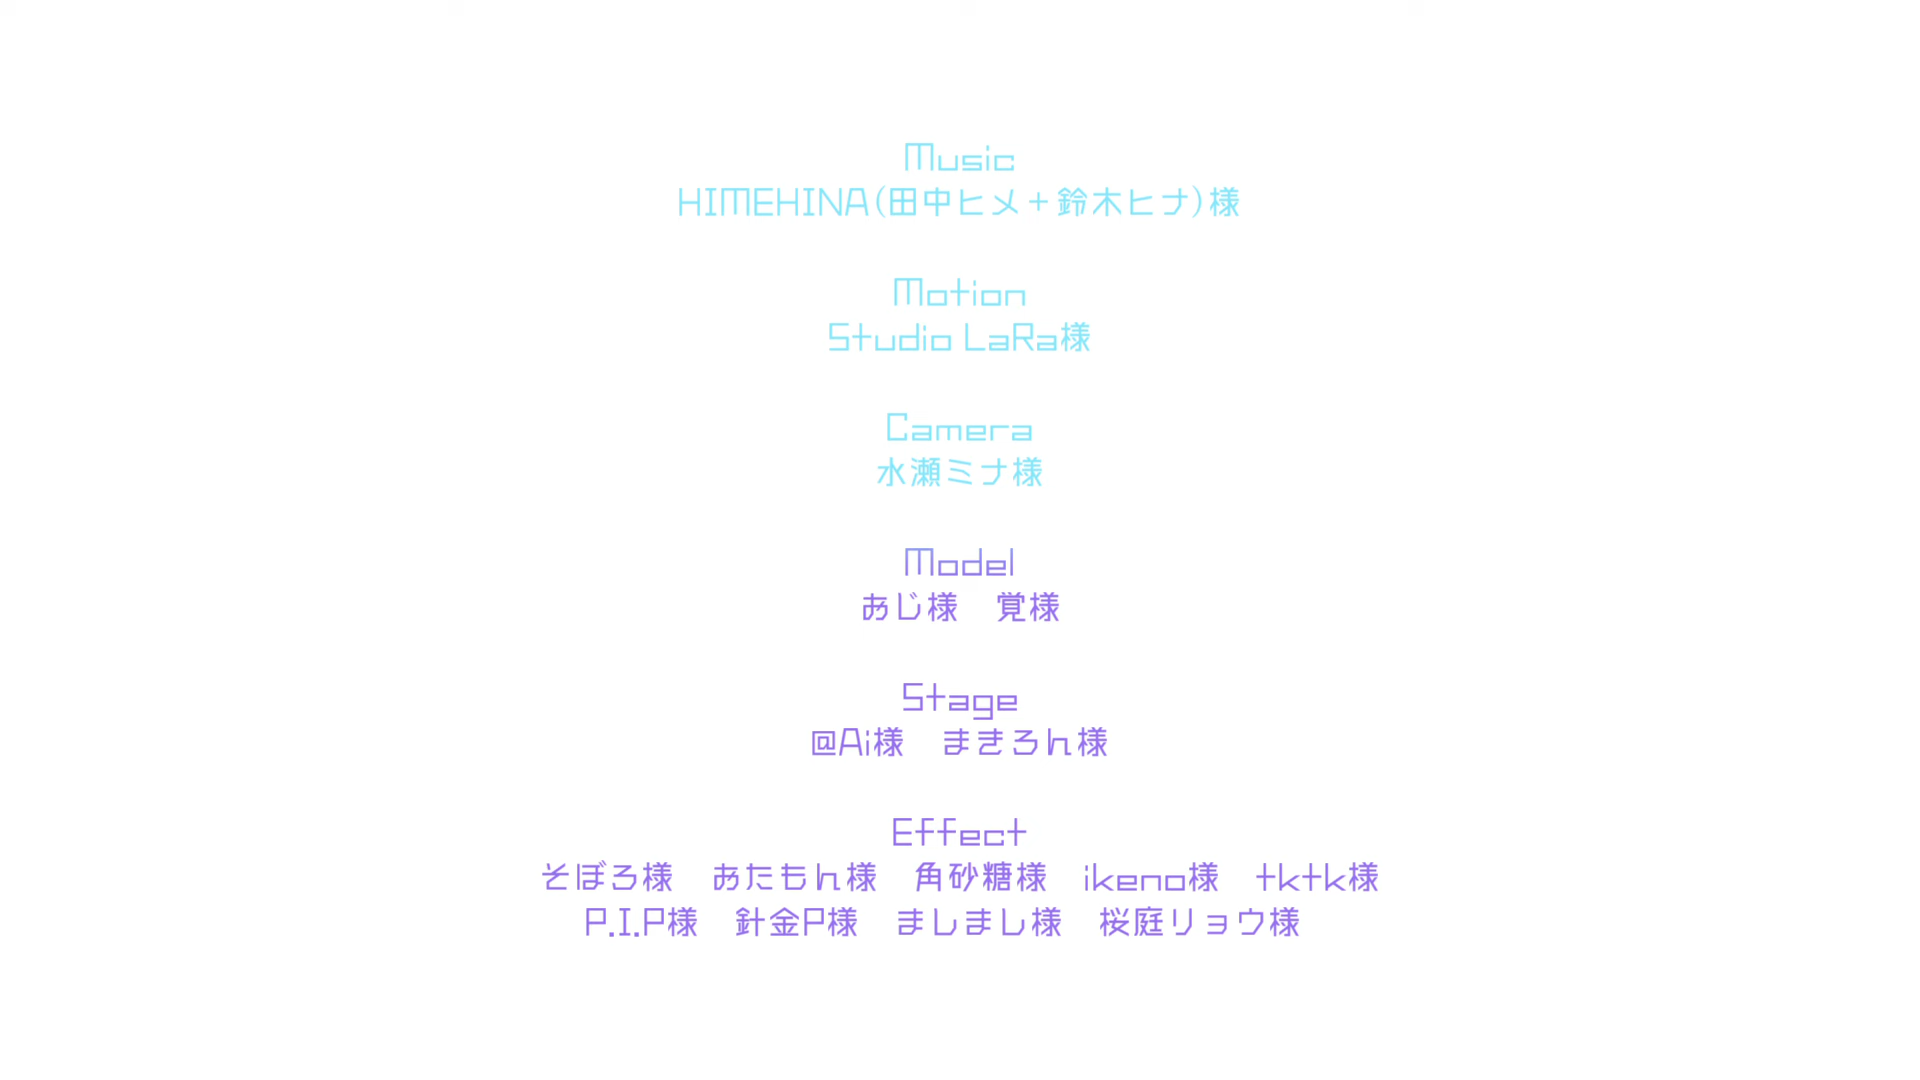 Music
HIMEHINA(田中ヒメ＋鈴木ヒナ)様
Motion
Studio LaRa様
Camera
水瀬ミナ様
Model
あじ様　覚様
Stage
@Ai様　まきろん様
Effect
そぼろ様　あたもん様　角砂糖様　ikeno様　tktk様
P.I.P様　針金P様　ましまし様　桜庭リョウ様